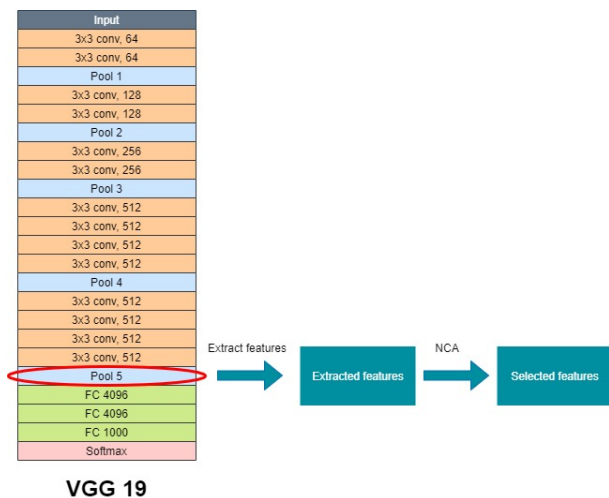 Input
3x3 conv, 64
3x3 conv, 64
Pool 1
3x3 conv, 128
3x3 conv, 128
Pool 2
3x3 conv, 256
3x3 conv, 256
Pool 3
3x3 conv, 512
3x3 conv, 512
3x3 conv, 512
3x3 conv, 512
Pool 4
3x3 conv, 512
3x3 conv, 512
3x3 conv, 512
3x3 conv, 512
Pool 5
FC 4096
FC 4096
FC 1000
Softmax
VGG 19
Extract features
Extracted features
NCA
Selected features